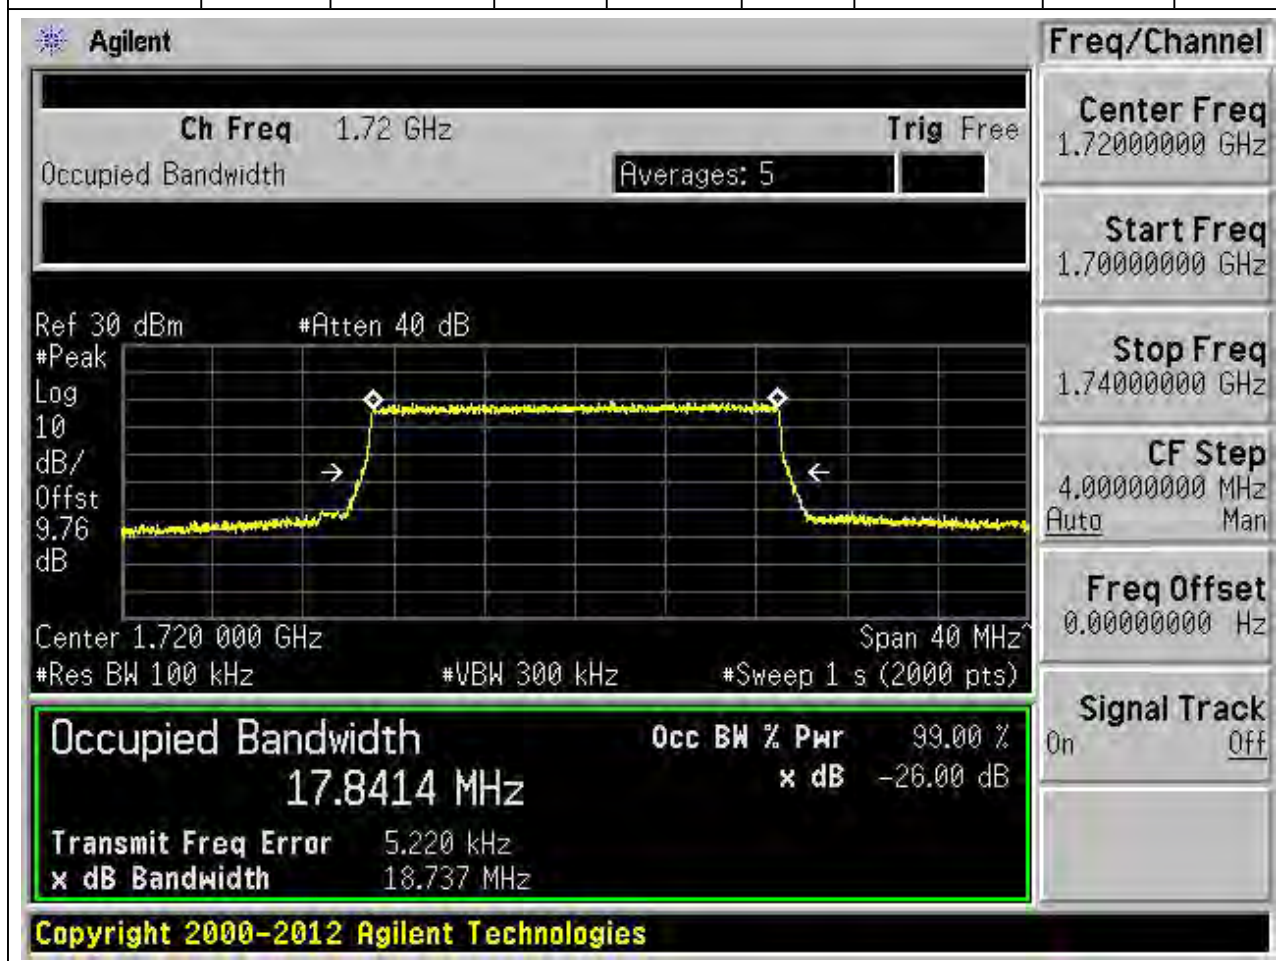 Agilent
Freq/Channel
Ch Freq 1.72 GHz Trig Free
Occupied Bandwidth Averages: 5
Center Freq
1.72000000 GHz
Start Freq
1.70000000 GHz
Stop Freq
1.74000000 GHz
CF Step
4.00000000 MHz
Auto Man
Freq Offset
0.00000000 Hz
Signal Track
On Off
Ref 30 dBm #Atten 40 dB
#Peak
Log
10
dB/
Offst
9.76
dB
Center 1.720 000 GHz Span 40 MHz^
#Res BW 100 kHz #VBW 300 kHz #Sweep 1 s (2000 pts)
Occupied Bandwidth Occ BW % Pwr 99.00 %
17.8414 MHz x dB -26.00 dB
Transmit Freq Error 5.220 kHz
x dB Bandwidth 18.737 MHz
Copyright 2000-2012 Agilent Technologies